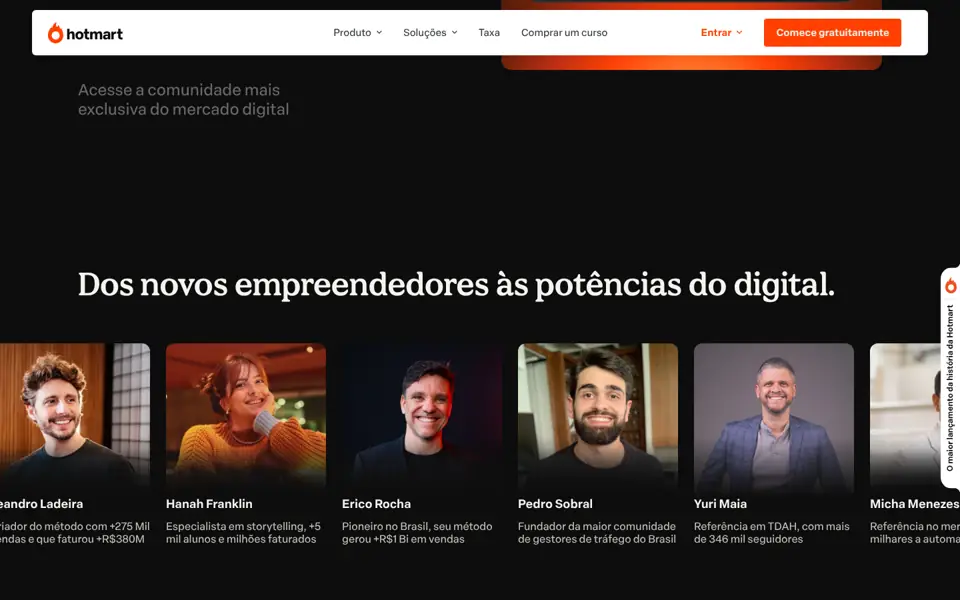 hotmart
Produto
Soluções
Taxa
Comprar um curso
Entrar
Comece gratuitamente
Acesse a comunidade mais
exclusiva do mercado digital
Dos novos empreendedores às potências do digital.
O maior lançamento da história da Hotmart
eandro Ladeira
riador do método com +275 Mil
endas e que faturou +R$380M
Hanah Franklin
Especialista em storytelling, +5
mil alunos e milhões faturados
Erico Rocha
Pioneiro no Brasil, seu método
gerou +R$1 Bi em vendas
Pedro Sobral
Fundador da maior comunidade
de gestores de tráfego do Brasil
Yuri Maia
Referência em TDAH, com mais
de 346 mil seguidores
Micha Menezes
Referência no mer
milhares a automa